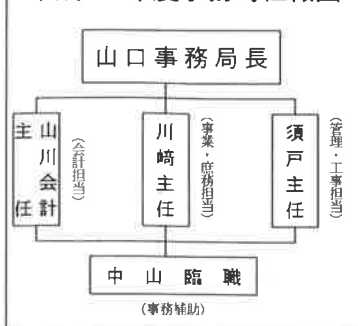 山口事務局長
山川会計主任
(会計担当)
川崎主任
(事業・庶務担当)
須戸主任
(管理・工事担当)
中山臨職
(事務補助)